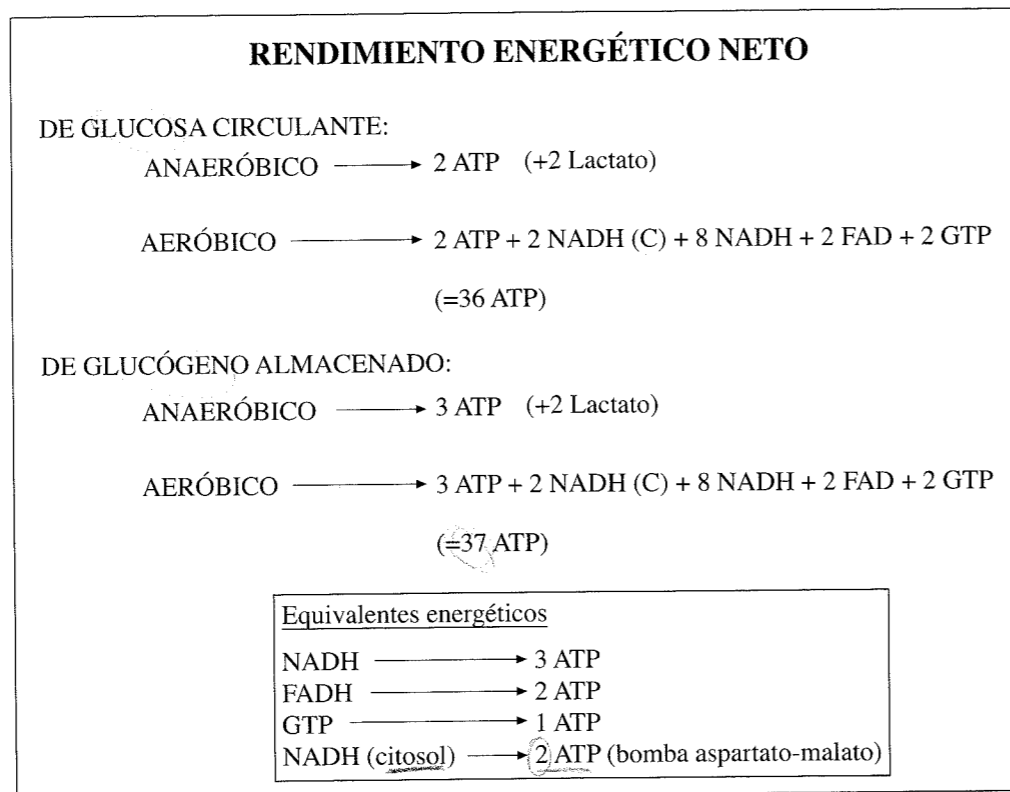 RENDIMIENTO ENERGÉTICO NETO
DE GLUCOSA CIRCULANTE:
ANAERÓBICO → 2 ATP (+2 Lactato)
AERÓBICO → 2 ATP + 2 NADH (C) + 8 NADH + 2 FAD + 2 GTP
(=36 ATP)
DE GLUCÓGENO ALMACENADO:
ANAERÓBICO → 3 ATP (+2 Lactato)
AERÓBICO → 3 ATP + 2 NADH (C) + 8 NADH + 2 FAD + 2 GTP
(=37 ATP)
Equivalentes energéticos
NADH → 3 ATP
FADH → 2 ATP
GTP → 1 ATP
NADH (citosol) → 2 ATP (bomba aspartato-malato)